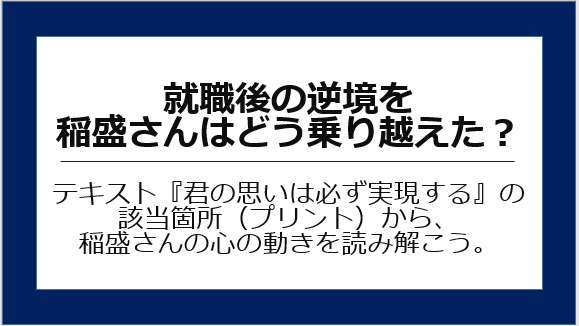 就職後の逆境を
稲盛さんはどう乗り越えた？
テキスト『君の思いは必ず実現する』の
該当箇所（プリント）から、
稲盛さんの心の動きを読み解こう。